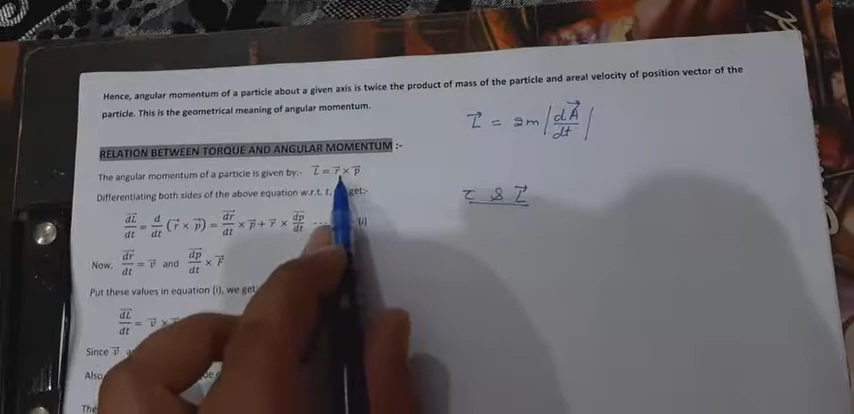 Hence, angular momentum of a particle about a given axis is twice the product of mass of the particle and areal velocity of position vector of the
particle. This is the geometrical meaning of angular momentum.
L⃗ = 2m |dA⃗/dt|
RELATION BETWEEN TORQUE AND ANGULAR MOMENTUM :-
The angular momentum of a particle is given by:- L⃗ = r⃗ × p⃗
Differentiating both sides of the above equation w.r.t. t, get:-
τ & L⃗
dL⃗/dt = d/dt (r⃗ × p⃗) = dr⃗/dt × p⃗ + r⃗ × dp⃗/dt ... (i)
Now, dr⃗/dt = v⃗ and dp⃗/dt × F⃗
Put these values in equation (i), we get
dL⃗/dt = v⃗ ×
Since v⃗
Also
The